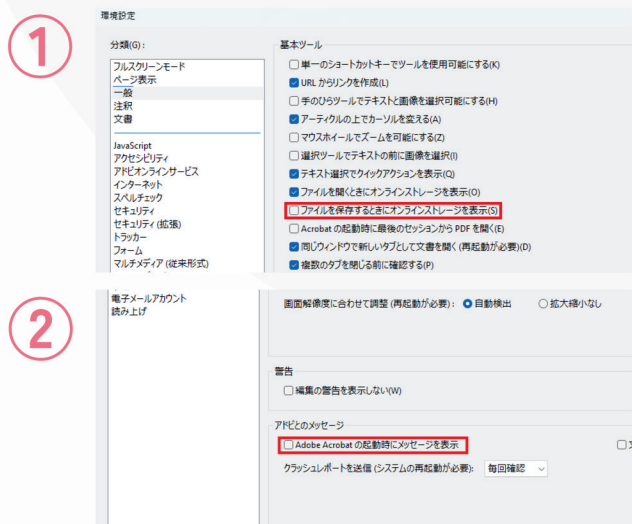 1
環境設定
分類(G):
フルスクリーンモード
ページ表示
一般
注釈
文書
JavaScript
アクセシビリティ
アドビオンラインサービス
インターネット
スペルチェック
セキュリティ
セキュリティ (拡張)
トラッカー
フォーム
マルチメディア (従来形式)
基本ツール
単一のショートカットキーでツールを使用可能にする(K)
URL からリンクを作成(L)
手のひらツールでテキストと画像を選択可能にする(H)
アーティクルの上でカーソルを変える(A)
マウスホイールでズームを可能にする(Z)
選択ツールでテキストの前に画像を選択(I)
テキスト選択でクイックアクションを表示(Q)
ファイルを開くときにオンラインストレージを表示(O)
ファイルを保存するときにオンラインストレージを表示(S)
Acrobat の起動時に最後のセッションから PDF を開く(E)
同じウィンドウで新しいタブとして文書を開く (再起動が必要)(D)
複数のタブを閉じる前に確認する(P)
2
電子メールアカウント
読み上げ
画面解像度に合わせて調整 (再起動が必要): 自動検出 拡大縮小なし
警告
編集の警告を表示しない(W)
アドビとのメッセージ
Adobe Acrobat の起動時にメッセージを表示
クラッシュレポートを送信 (システムの再起動が必要): 毎回確認